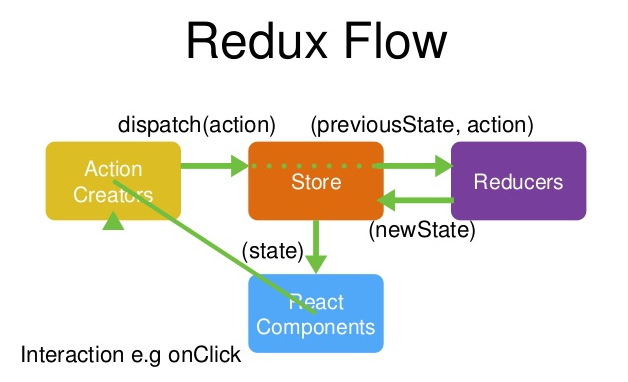 Redux Flow
dispatch(action)
(previousState, action)
Action
Creators
Store
Reducers
(newState)
(state)
React
Components
Interaction e.g onClick